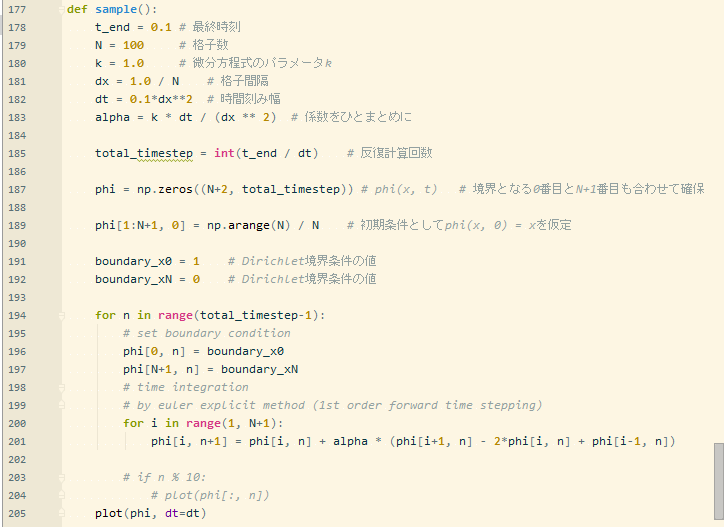 177 def sample():
178     t_end = 0.1 # 最終時刻
179     N = 100     # 格子数
180     k = 1.0     # 微分方程式のパラメータk
181     dx = 1.0 / N    # 格子間隔
182     dt = 0.1*dx**2  # 時間刻み幅
183     alpha = k * dt / (dx ** 2)  # 係数をひとまとめに
184
185     total_timestep = int(t_end / dt)    # 反復計算回数
186
187     phi = np.zeros((N+2, total_timestep)) # phi(x, t)   # 境界となる0番目とN+1番目も合わせて確保
188
189     phi[1:N+1, 0] = np.arange(N) / N    # 初期条件としてphi(x, 0) = xを仮定
190
191     boundary_x0 = 1    # Dirichlet境界条件の値
192     boundary_xN = 0    # Dirichlet境界条件の値
193
194     for n in range(total_timestep-1):
195         # set boundary condition
196         phi[0, n] = boundary_x0
197         phi[N+1, n] = boundary_xN
198         # time integration
199         # by euler explicit method (1st order forward time stepping)
200         for i in range(1, N+1):
201             phi[i, n+1] = phi[i, n] + alpha * (phi[i+1, n] - 2*phi[i, n] + phi[i-1, n])
202
203         # if n % 10:
204             # plot(phi[:, n])
205     plot(phi, dt=dt)